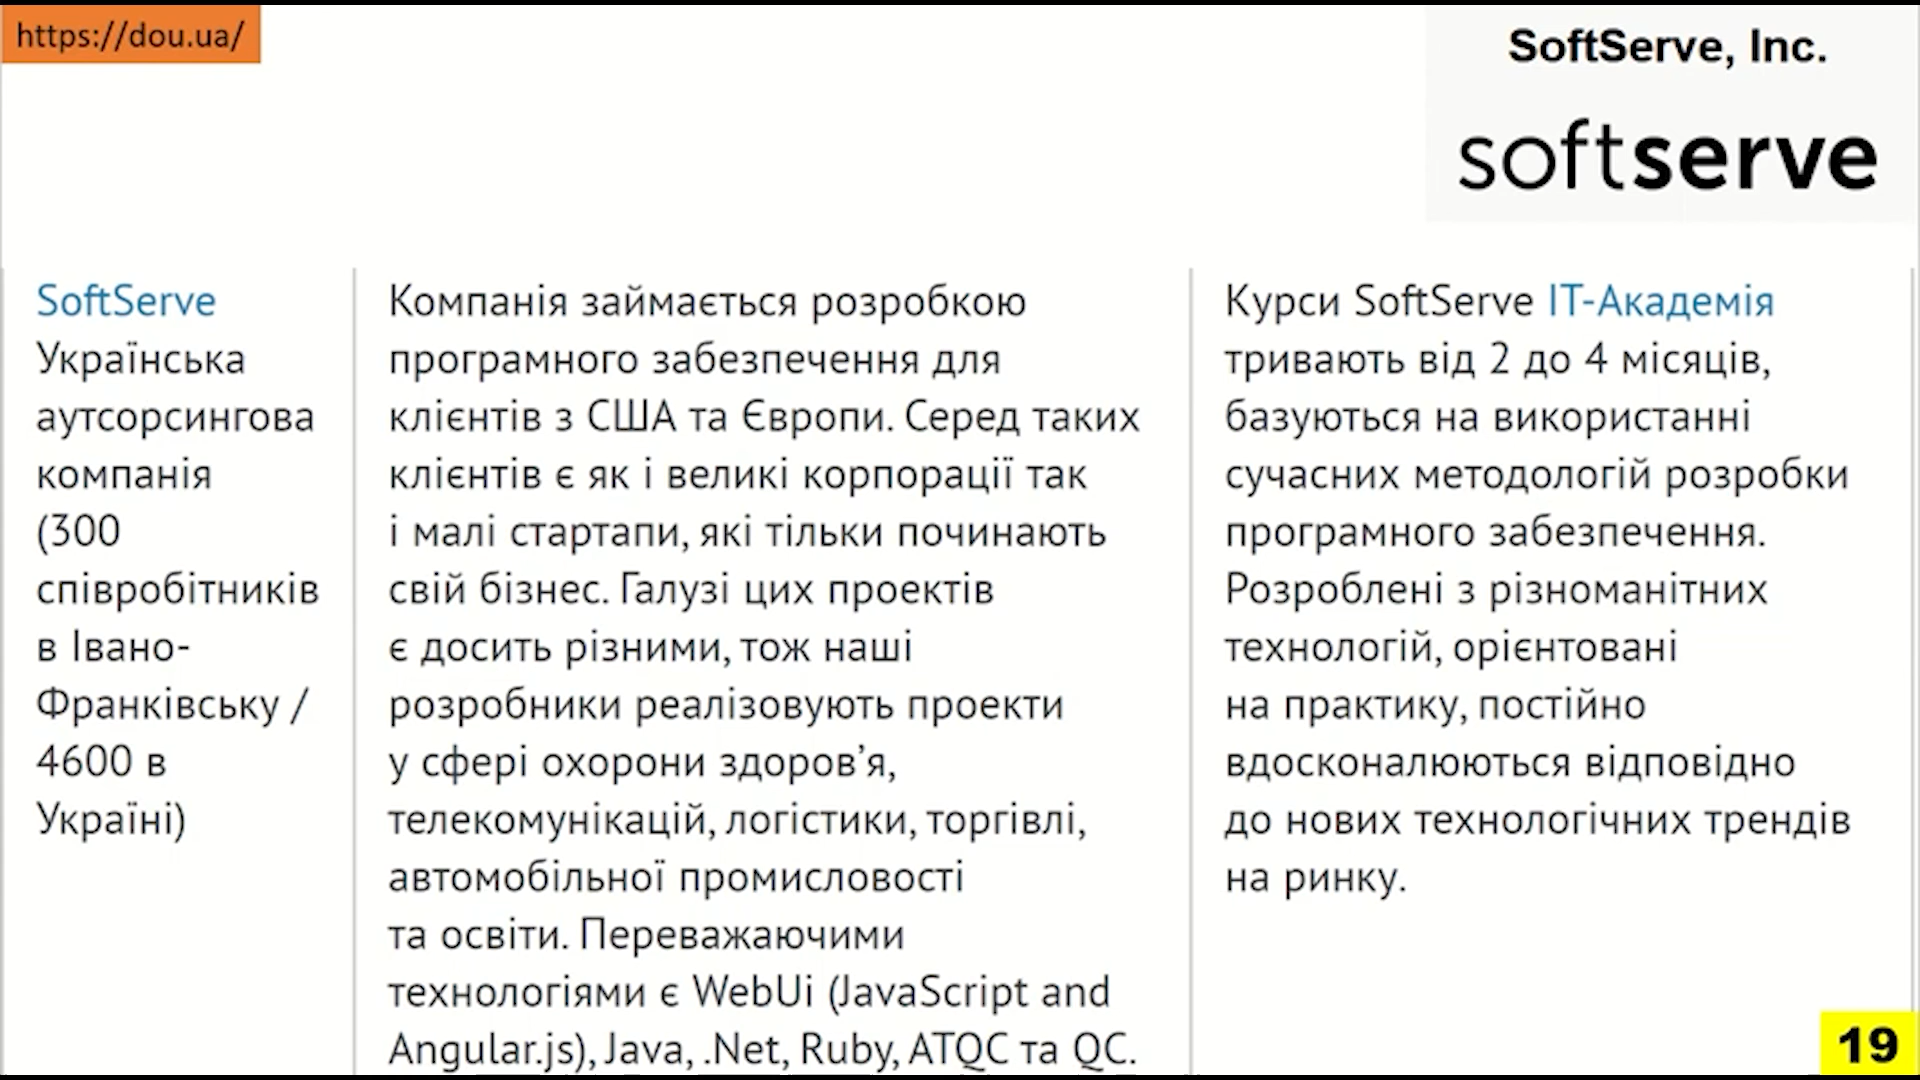 https://dou.ua/
SoftServe, Inc.
softserve
SoftServe
Українська
аутсорсингова
компанія
(300
співробітників
в Івано-
Франківську /
4600 в
Україні)
Компанія займається розробкою
програмного забезпечення для
клієнтів з США та Європи. Серед таких
клієнтів є як і великі корпорації так
і малі стартапи, які тільки починають
свій бізнес. Галузі цих проектів
є досить різними, тож наші
розробники реалізовують проекти
у сфері охорони здоров’я,
телекомунікацій, логістики, торгівлі,
автомобільної промисловості
та освіти. Переважаючими
технологіями є WebUi (JavaScript and
Angular.js), Java, .Net, Ruby, ATQC та QC.
Курси SoftServe ІТ-Академія
тривають від 2 до 4 місяців,
базуються на використанні
сучасних методологій розробки
програмного забезпечення.
Розроблені з різноманітних
технологій, орієнтовані
на практику, постійно
вдосконалюються відповідно
до нових технологічних трендів
на ринку.
19